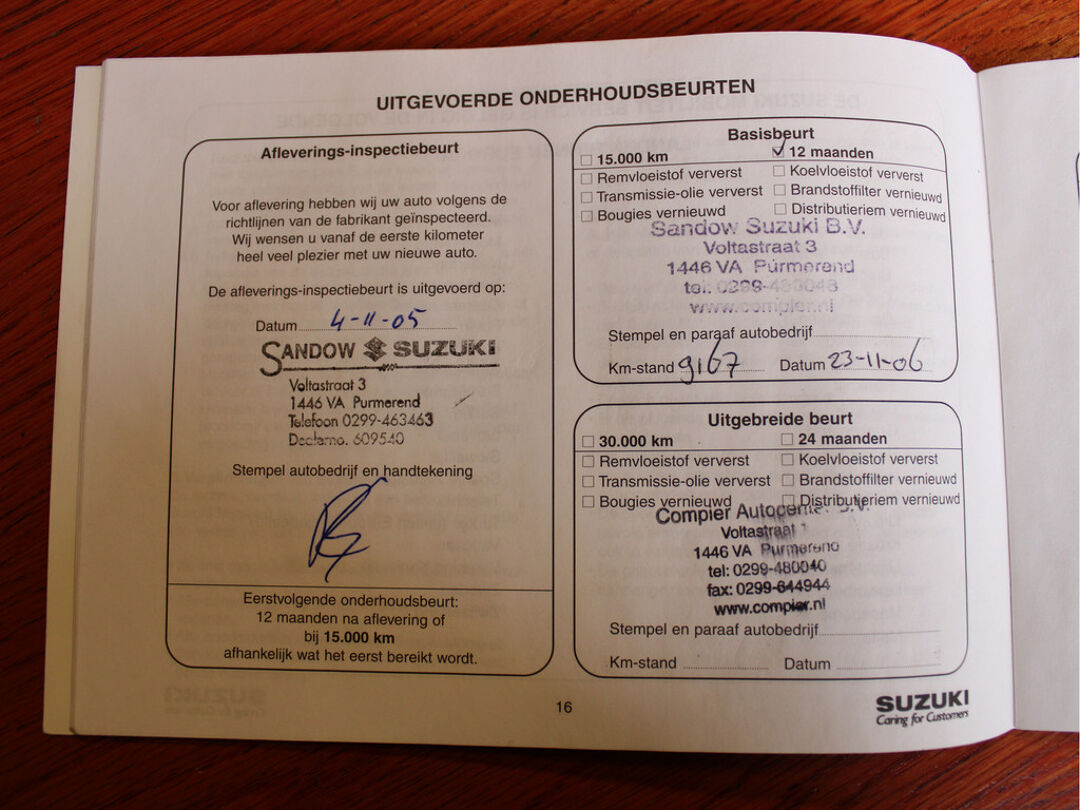 UITGEVOERDE ONDERHOUDSBEURTEN
Afleverings-inspectiebeurt
Voor aflevering hebben wij uw auto volgens de
richtlijnen van de fabrikant geïnspecteerd.
Wij wensen u vanaf de eerste kilometer
heel veel plezier met uw nieuwe auto.
De afleverings-inspectiebeurt is uitgevoerd op:
Datum 4-11-05
SANDOW SUZUKI
Voltastraat 3
1446 VA Purmerend
Telefoon 0299-463463
Dealerno. 609540
Stempel autobedrijf en handtekening
Eerstvolgende onderhoudsbeurt:
12 maanden na aflevering of
bij 15.000 km
afhankelijk wat het eerst bereikt wordt.
Basisbeurt
15.000 km 12 maanden
Remvloeistof ververst Koelvloeistof ververst
Transmissie-olie ververst Brandstoffilter vernieuwd
Bougies vernieuwd Distributieriem vernieuwd
Sandow Suzuki B.V.
Voltastraat 3
1446 VA Purmerend
tel:
www.compier.nl
Stempel en paraaf autobedrijf
Km-stand 9167 Datum 23-11-06
Uitgebreide beurt
30.000 km 24 maanden
Remvloeistof ververst Koelvloeistof ververst
Transmissie-olie ververst Brandstoffilter vernieuwd
Bougies vernieuwd Distributieriem vernieuwd
Compier Autocenter B.V.
Voltastraat 1
1446 VA Purmerend
tel: 0299-480040
fax: 0299-644944
www.compier.nl
Stempel en paraaf autobedrijf
Km-stand Datum
16
SUZUKI
Caring for Customers